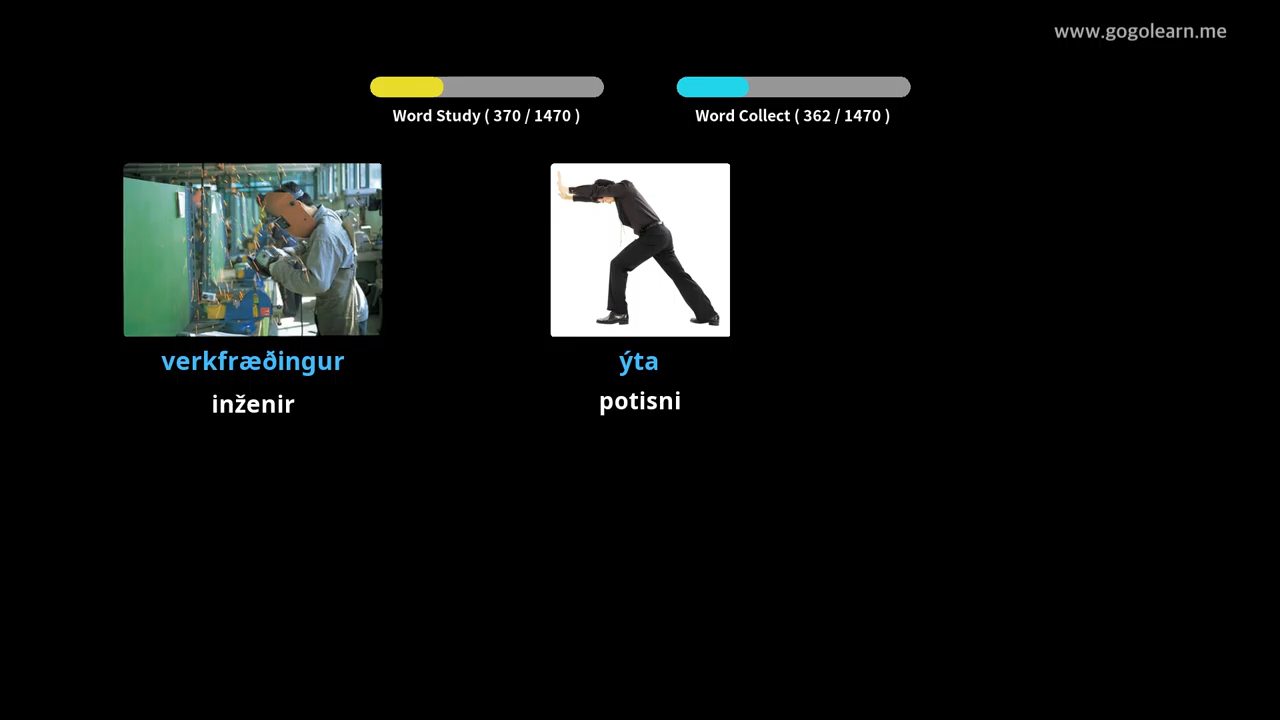 www.gogolearn.me
Word Study ( 370 / 1470 )
Word Collect ( 362 / 1470 )
verkfræðingur
inženir
ýta
potisni